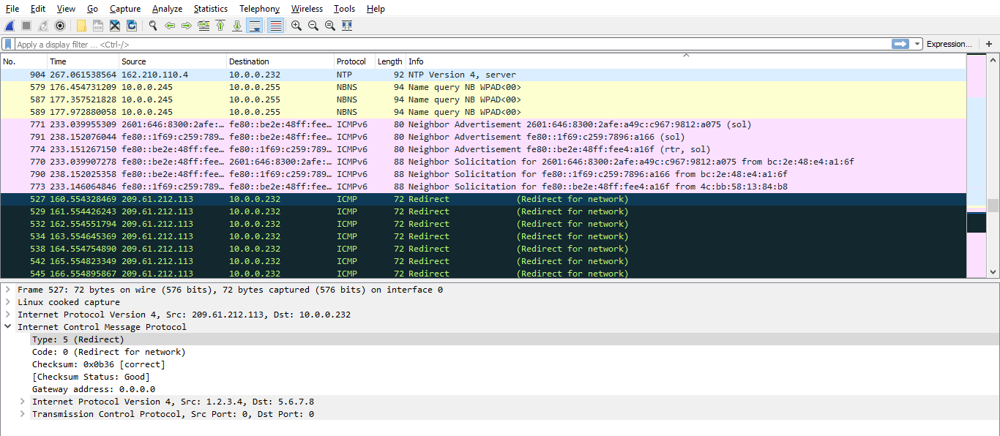 File Edit View Go Capture Analyze Statistics Telephony Wireless Tools Help
Apply a display filter ... <Ctrl-/> Expression... +
No. Time Source Destination Protocol Length Info
904 267.061538564 162.210.110.4 10.0.0.232 NTP 92 NTP Version 4, server
579 176.454731209 10.0.0.245 10.0.0.255 NBNS 94 Name query NB WPAD<00>
587 177.357521828 10.0.0.245 10.0.0.255 NBNS 94 Name query NB WPAD<00>
589 177.972880058 10.0.0.245 10.0.0.255 NBNS 94 Name query NB WPAD<00>
771 233.039955309 2601:646:8300:2afe:… fe80::be2e:48ff:fee… ICMPv6 80 Neighbor Advertisement 2601:646:8300:2afe:a49c:c967:9812:a075 (sol)
791 238.152076044 fe80::1f69:c259:789… fe80::be2e:48ff:fee… ICMPv6 80 Neighbor Advertisement fe80::1f69:c259:7896:a166 (sol)
774 233.151267150 fe80::be2e:48ff:fee… fe80::1f69:c259:789… ICMPv6 80 Neighbor Advertisement fe80::be2e:48ff:fee4:a16f (rtr, sol)
770 233.039907278 fe80::be2e:48ff:fee… 2601:646:8300:2afe:… ICMPv6 88 Neighbor Solicitation for 2601:646:8300:2afe:a49c:c967:9812:a075 from bc:2e:48:e4:a1:6f
790 238.152025358 fe80::be2e:48ff:fee… fe80::1f69:c259:789… ICMPv6 88 Neighbor Solicitation for fe80::1f69:c259:7896:a166 from bc:2e:48:e4:a1:6f
773 233.146064846 fe80::1f69:c259:789… fe80::be2e:48ff:fee… ICMPv6 88 Neighbor Solicitation for fe80::be2e:48ff:fee4:a16f from 4c:bb:58:13:84:b8
527 160.554328469 209.61.212.113 10.0.0.232 ICMP 72 Redirect (Redirect for network)
529 161.554426243 209.61.212.113 10.0.0.232 ICMP 72 Redirect (Redirect for network)
532 162.554551794 209.61.212.113 10.0.0.232 ICMP 72 Redirect (Redirect for network)
534 163.554645369 209.61.212.113 10.0.0.232 ICMP 72 Redirect (Redirect for network)
538 164.554754890 209.61.212.113 10.0.0.232 ICMP 72 Redirect (Redirect for network)
542 165.554823349 209.61.212.113 10.0.0.232 ICMP 72 Redirect (Redirect for network)
545 166.554895867 209.61.212.113 10.0.0.232 ICMP 72 Redirect (Redirect for network)
Frame 527: 72 bytes on wire (576 bits), 72 bytes captured (576 bits) on interface 0
Linux cooked capture
Internet Protocol Version 4, Src: 209.61.212.113, Dst: 10.0.0.232
Internet Control Message Protocol
Type: 5 (Redirect)
Code: 0 (Redirect for network)
Checksum: 0x0b36 [correct]
[Checksum Status: Good]
Gateway address: 0.0.0.0
Internet Protocol Version 4, Src: 1.2.3.4, Dst: 5.6.7.8
Transmission Control Protocol, Src Port: 0, Dst Port: 0